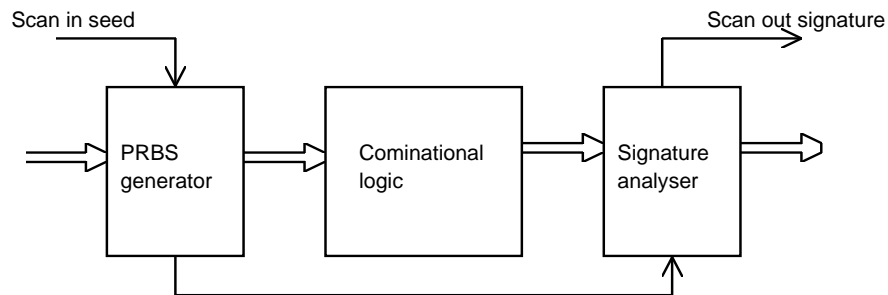 Scan in seed
Scan out signature
PRBS
generator
Cominational
logic
Signature
analyser